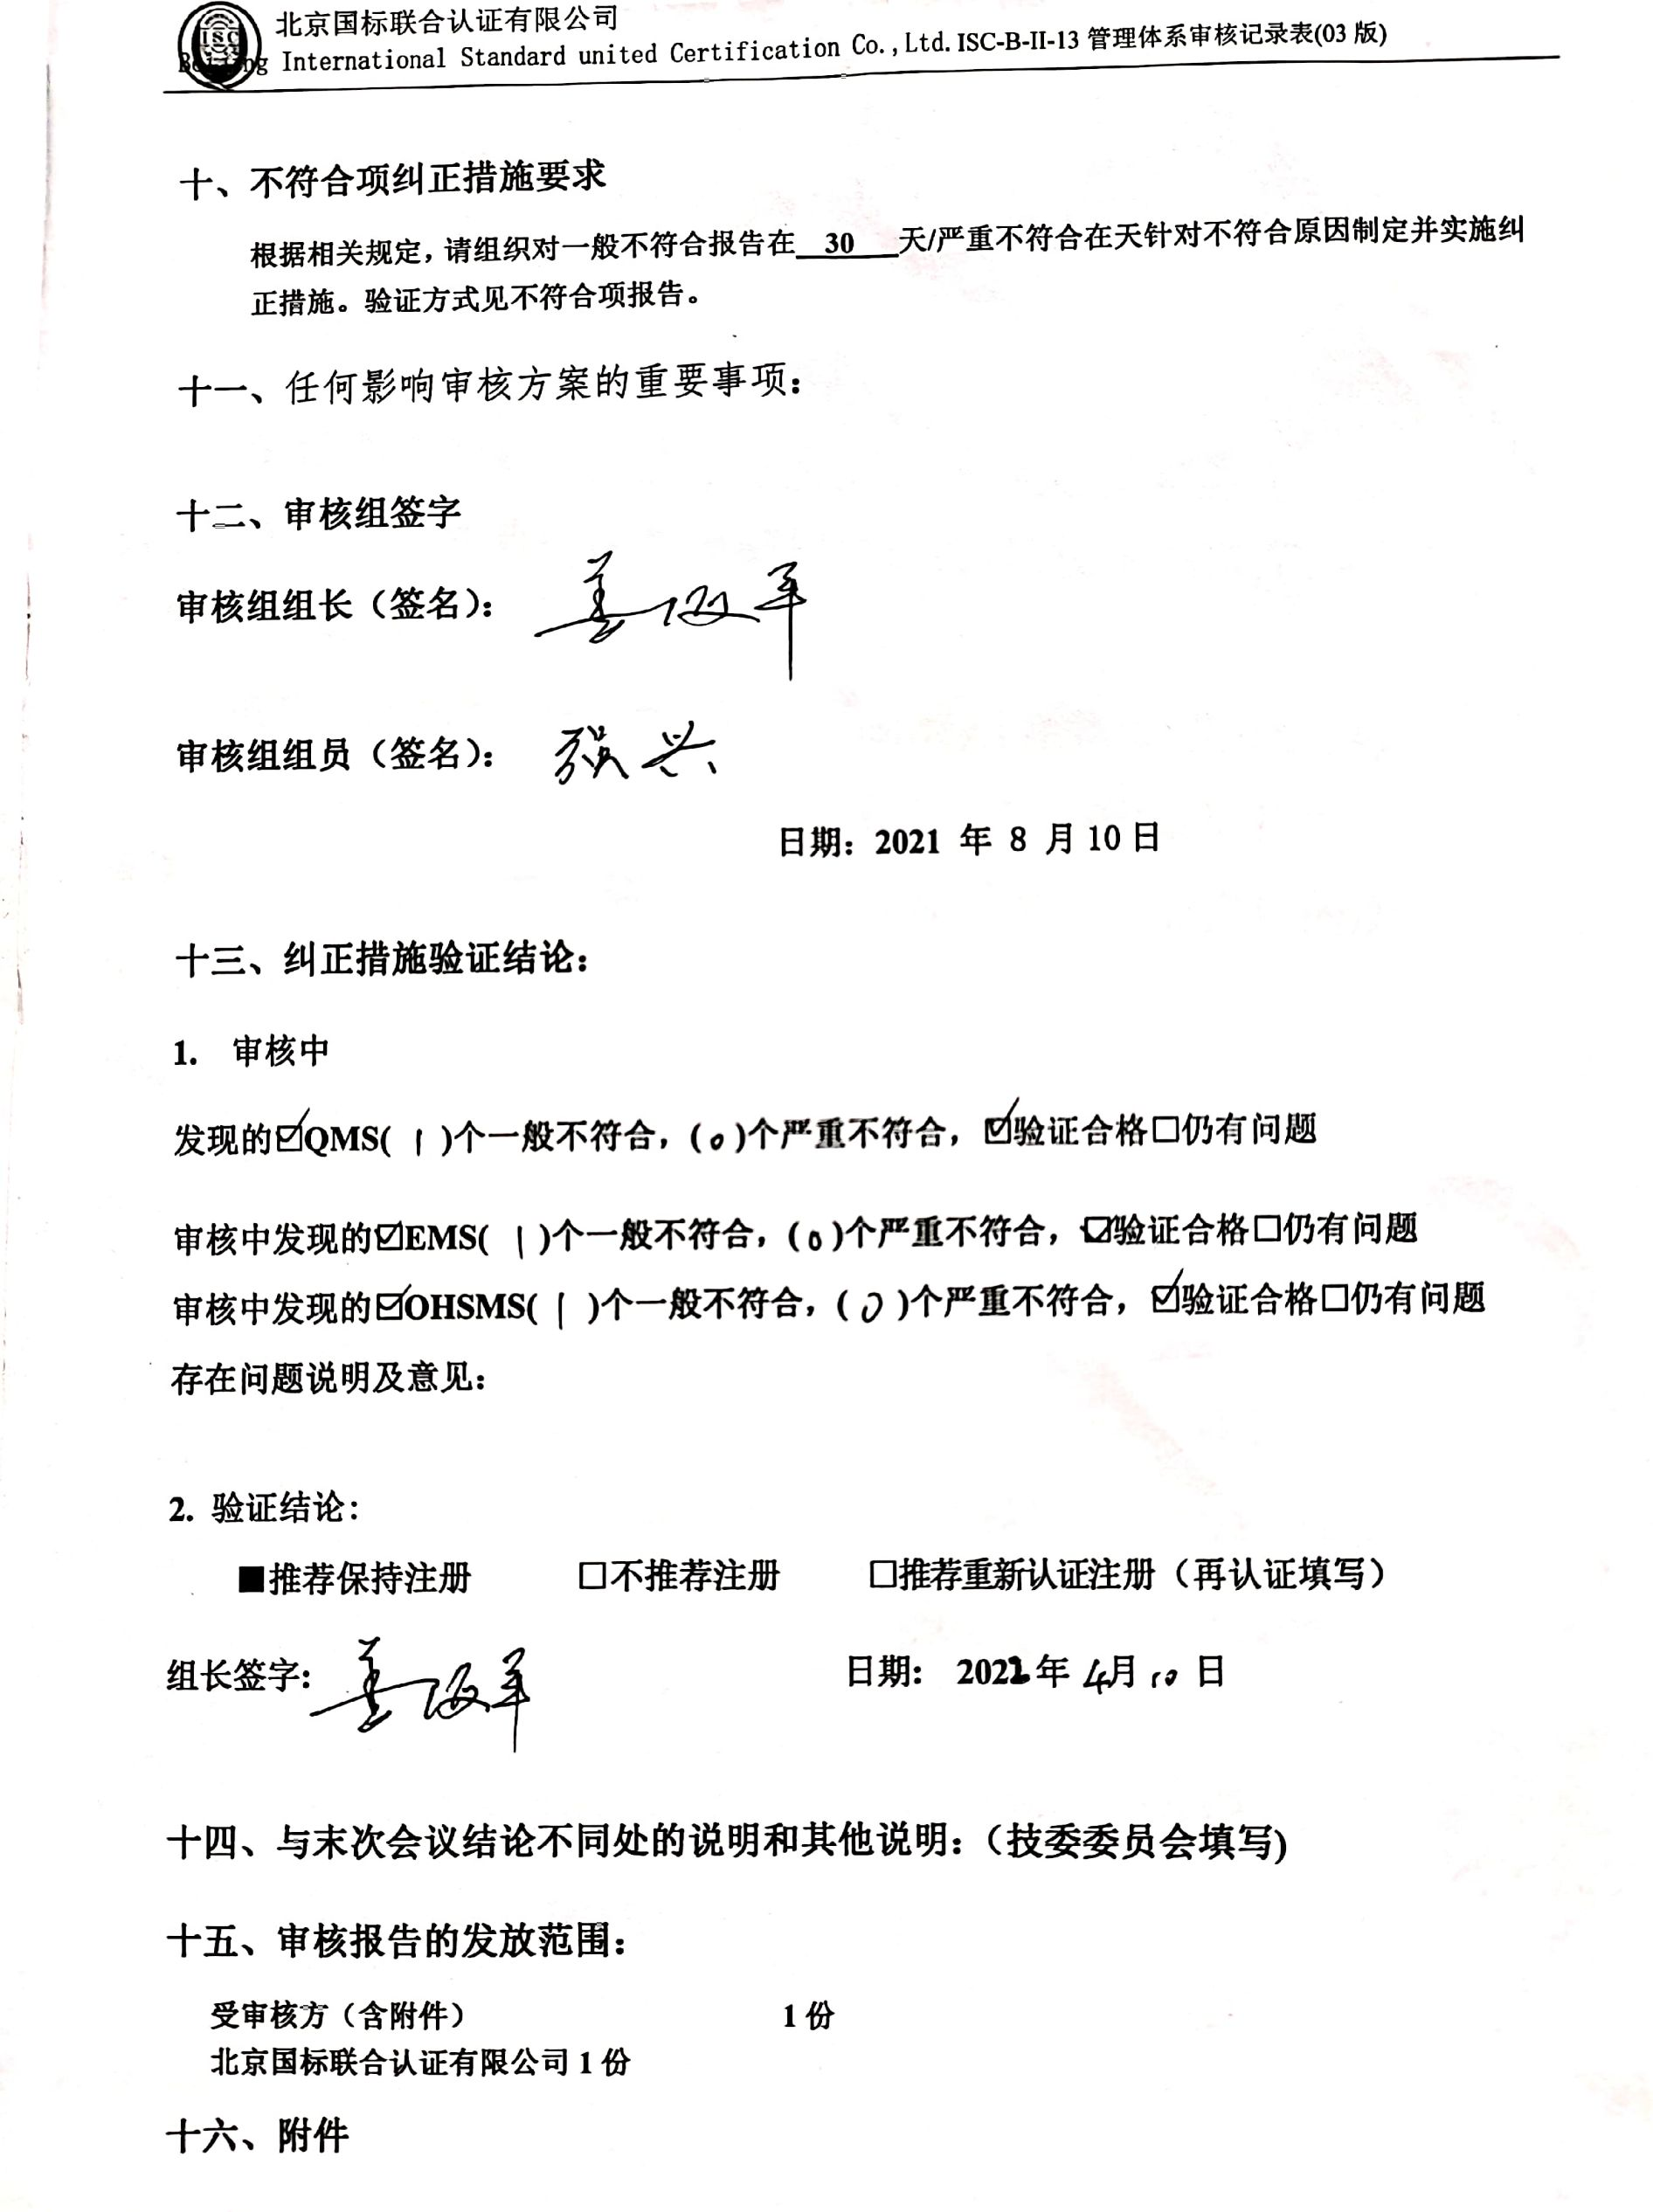 北京国标联合认证有限公司
Beijing International Standard united Certification Co.,Ltd. ISC-B-II-13 管理体系审核记录表(03 版)
ISC
十、不符合项纠正措施要求
根据相关规定，请组织对一般不符合报告在 30 天/严重不符合在天针对不符合原因制定并实施纠
正措施。验证方式见不符合项报告。
十一、任何影响审核方案的重要事项：
十二、审核组签字
审核组组长（签名）：
审核组组员（签名）：
日期：2021 年 8 月 10 日
十三、纠正措施验证结论：
1. 审核中
发现的☑QMS( 1 )个一般不符合，( 0 )个严重不符合，☑验证合格☐仍有问题
审核中发现的☑EMS( 1 )个一般不符合，( 0 )个严重不符合，☑验证合格☐仍有问题
审核中发现的☑OHSMS( 1 )个一般不符合，( 0 )个严重不符合，☑验证合格☐仍有问题
存在问题说明及意见：
2. 验证结论：
■推荐保持注册 ☐不推荐注册 ☐推荐重新认证注册（再认证填写）
组长签字： 日期： 2022年 4月 10 日
十四、与末次会议结论不同处的说明和其他说明：（技委委员会填写)
十五、审核报告的发放范围：
受审核方（含附件） 1 份
北京国标联合认证有限公司 1 份
十六、附件